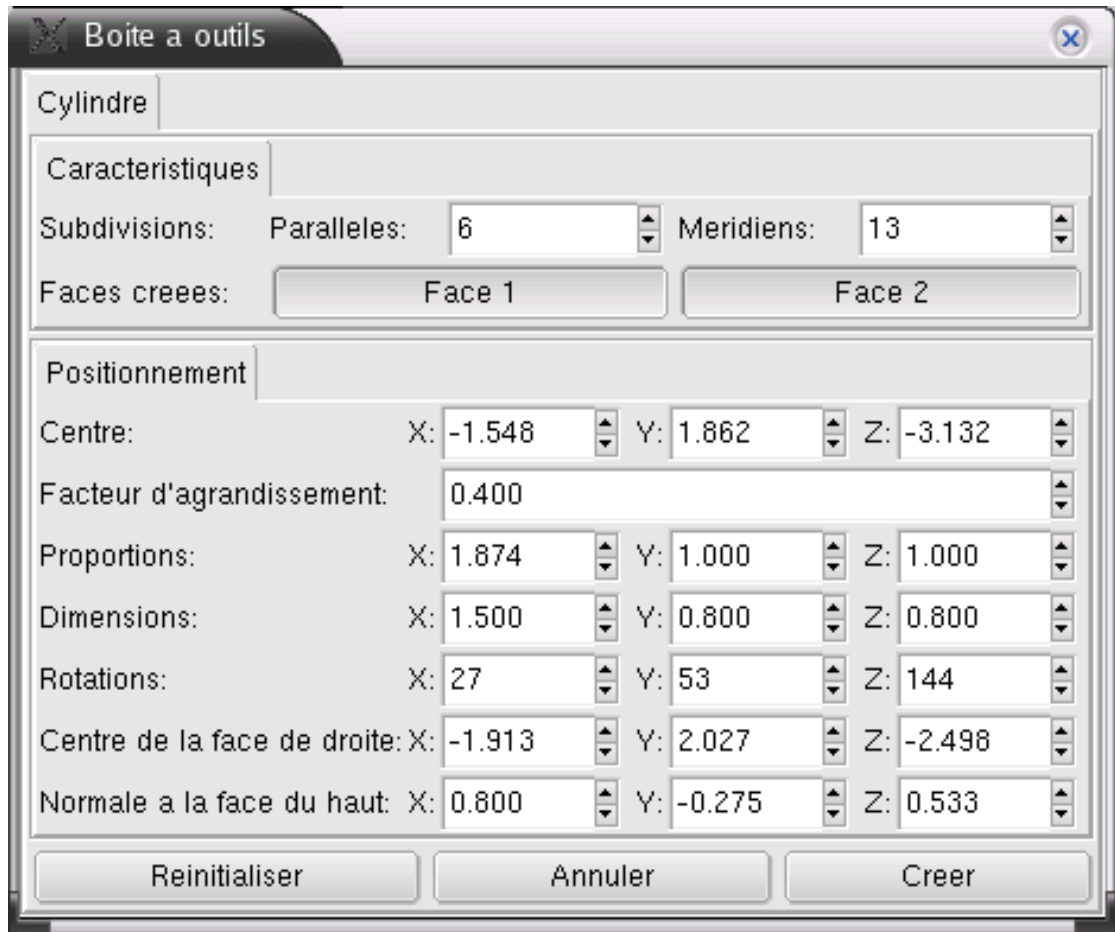 Boite a outils
Cylindre
Caracteristiques
Subdivisions: Paralleles: 6 Meridiens: 13
Faces creees: Face 1 Face 2
Positionnement
Centre: X: -1.548 Y: 1.862 Z: -3.132
Facteur d'agrandissement: 0.400
Proportions: X: 1.874 Y: 1.000 Z: 1.000
Dimensions: X: 1.500 Y: 0.800 Z: 0.800
Rotations: X: 27 Y: 53 Z: 144
Centre de la face de droite: X: -1.913 Y: 2.027 Z: -2.498
Normale a la face du haut: X: 0.800 Y: -0.275 Z: 0.533
Reinitialiser Annuler Creer